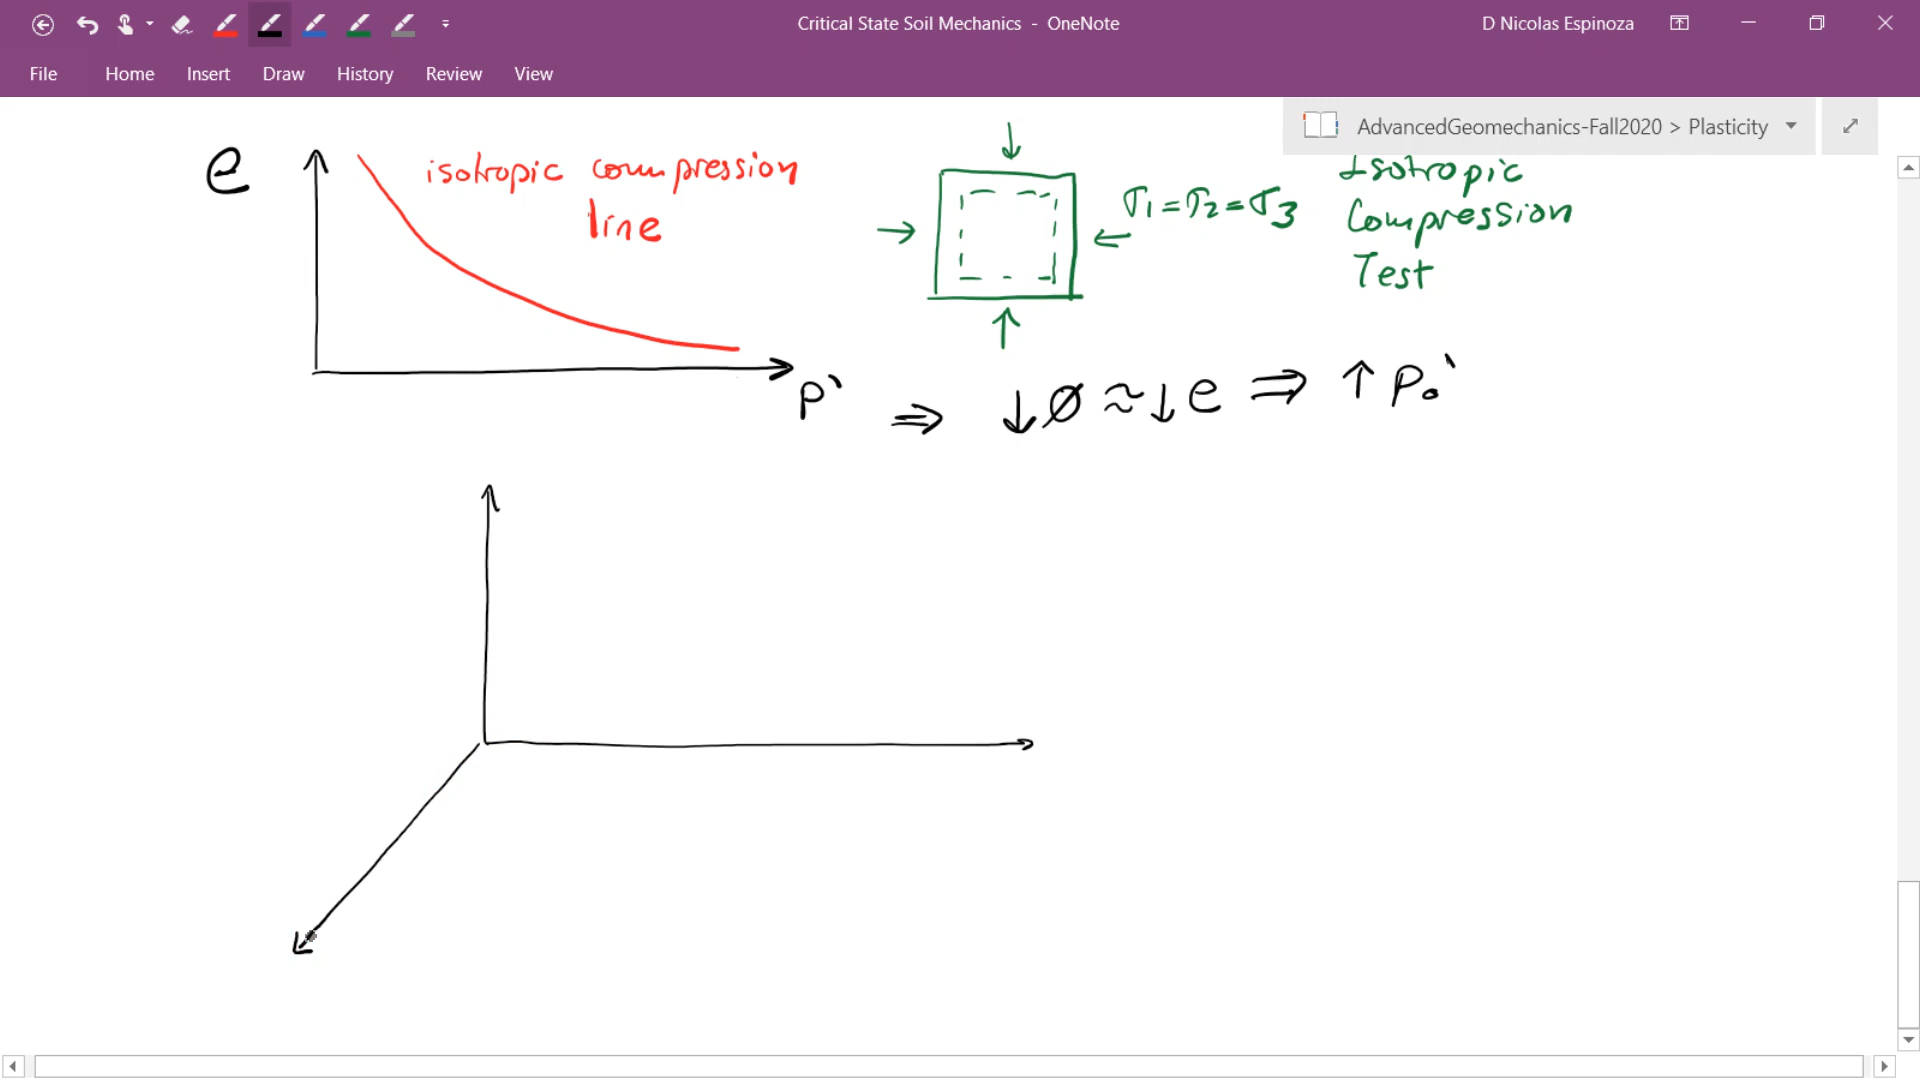 Critical State Soil Mechanics - OneNote
D Nicolas Espinoza
File Home Insert Draw History Review View
AdvancedGeomechanics-Fall2020 > Plasticity
e
isotropic compression
line
σ1 = σ2 = σ3
Isotropic
Compression
Test
p'
⇒ ↓ø ≈ ↓e ⇒ ↑ Po'